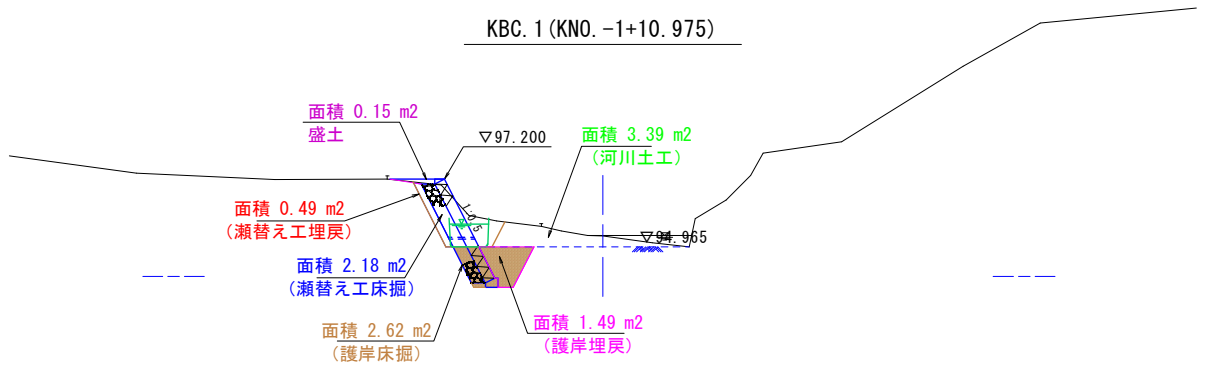 KBC.1(KNO.-1+10.975)
面積 0.15 m2
盛土
▽97.200
面積 3.39 m2
(河川土工)
1:0.5
面積 0.49 m2
(瀬替え工埋戻)
▽94.965
面積 2.18 m2
(瀬替え工床掘)
面積 2.62 m2
(護岸床掘)
面積 1.49 m2
(護岸埋戻)